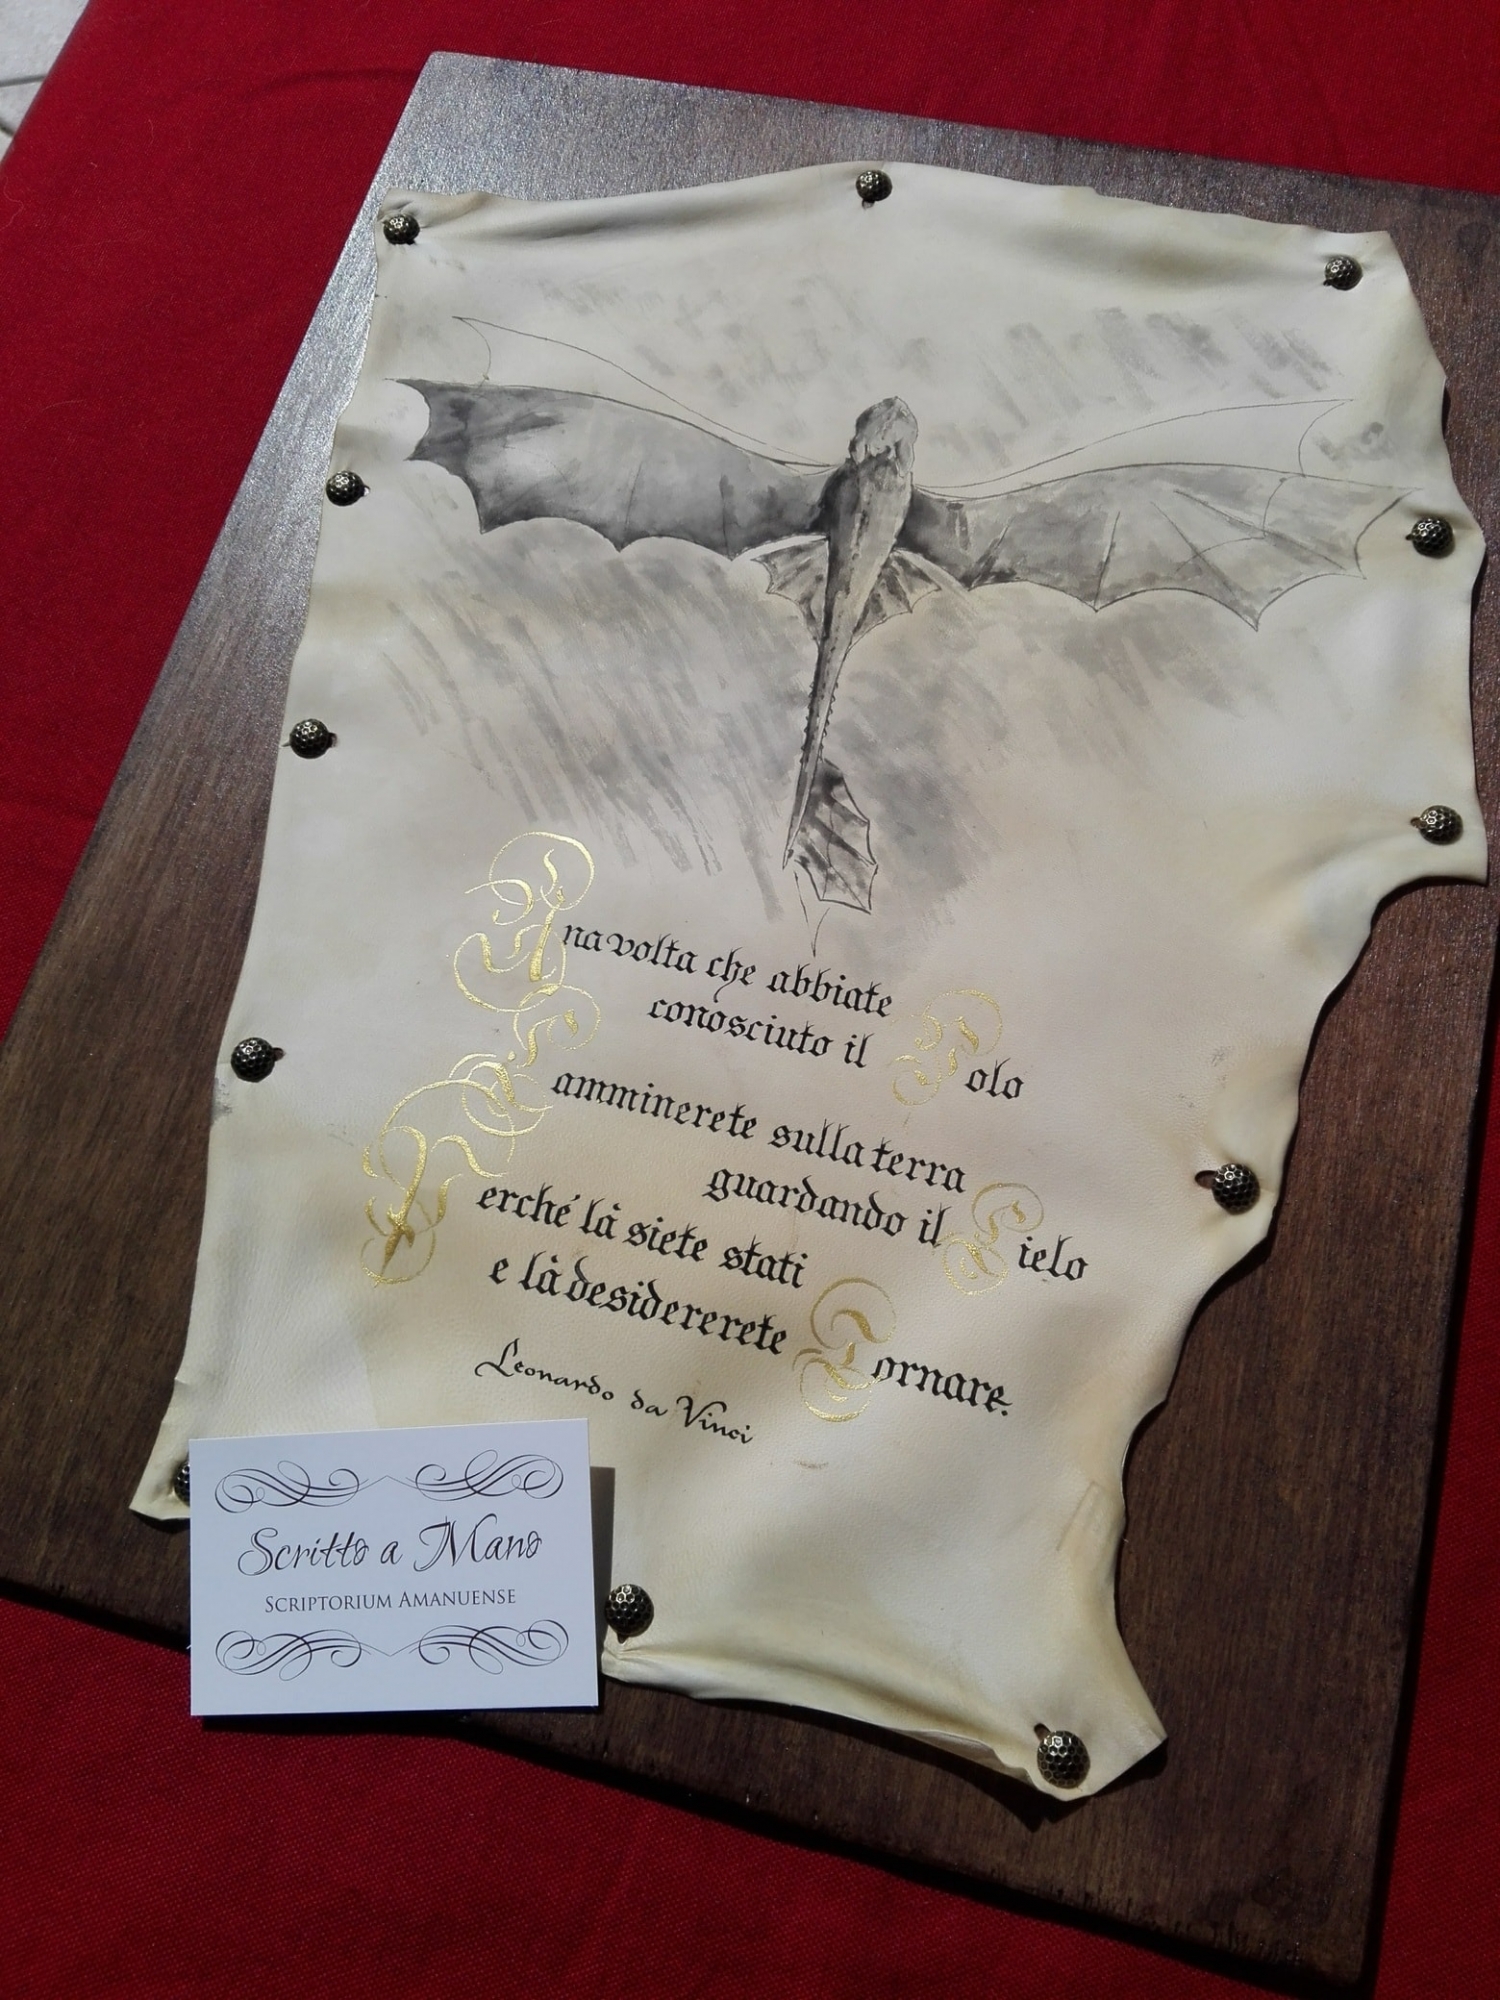 Una volta che abbiate
conosciuto il Volo
Camminerete sulla terra
guardando il Cielo
Perché là siete stati
e là desidererete Tornare.
Leonardo da Vinci
Scritto a Mano
SCRIPTORIUM AMANUENSE